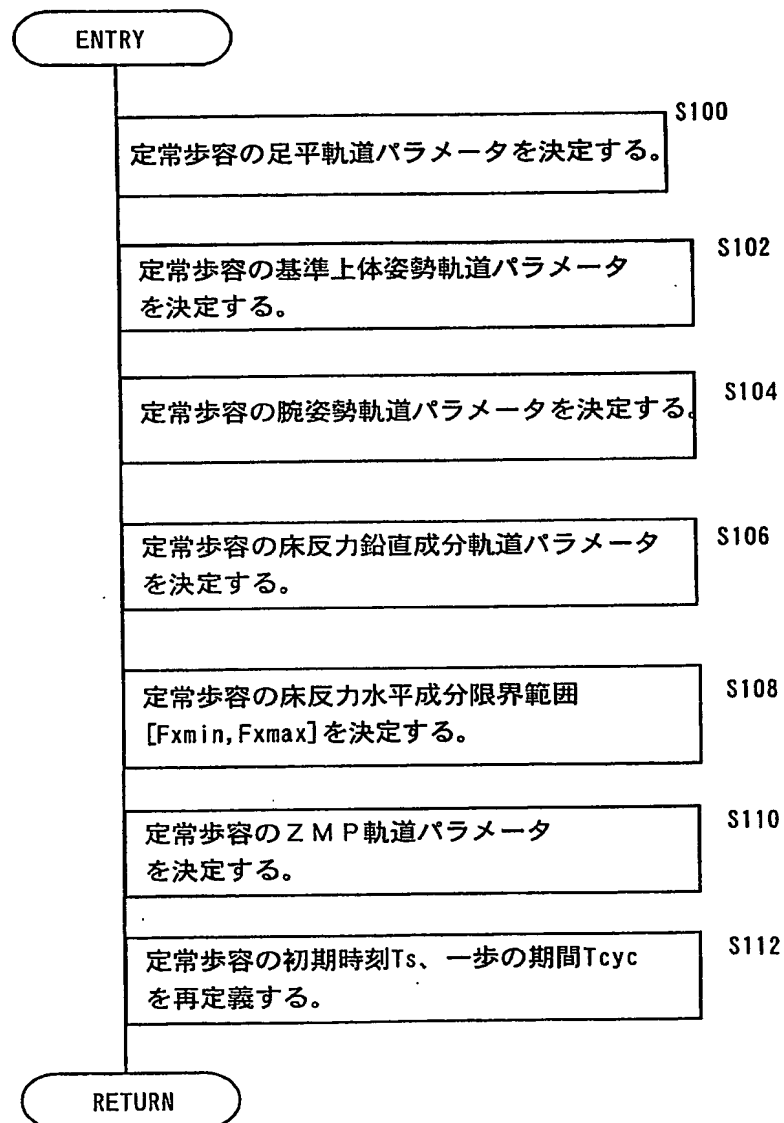 ENTRY
S100
定常歩容の足平軌道パラメータを決定する。
S102
定常歩容の基準上体姿勢軌道パラメータ
を決定する。
S104
定常歩容の腕姿勢軌道パラメータを決定する。
S106
定常歩容の床反力鉛直成分軌道パラメータ
を決定する。
S108
定常歩容の床反力水平成分限界範囲
[Fxmin,Fxmax]を決定する。
S110
定常歩容のＺＭＰ軌道パラメータ
を決定する。
S112
定常歩容の初期時刻Ts、一歩の期間Tcyc
を再定義する。
RETURN